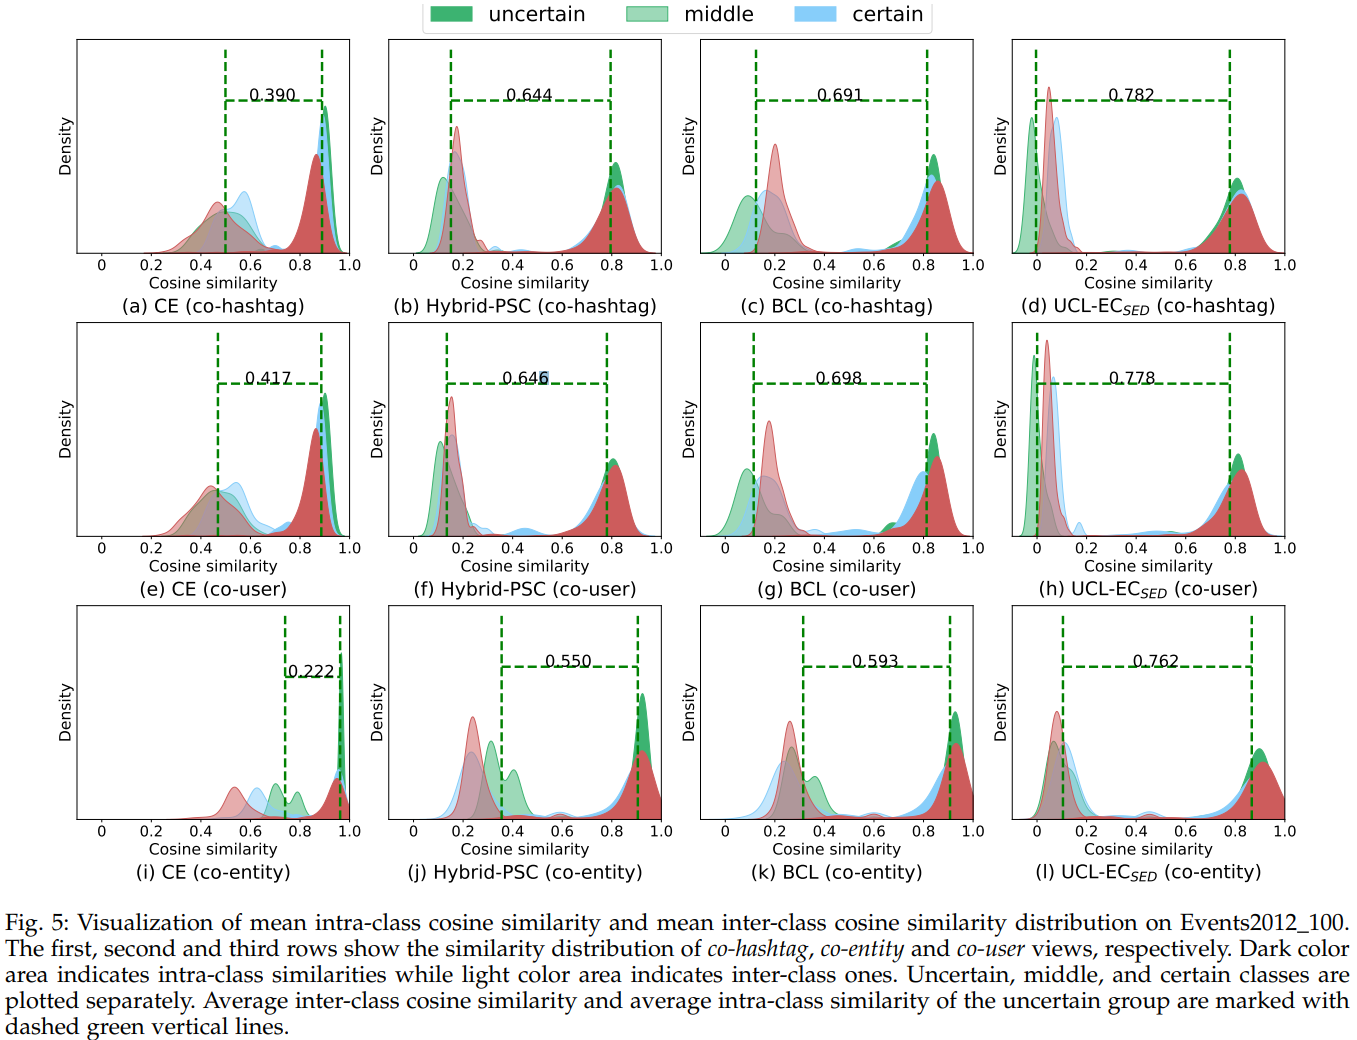 uncertain middle certain
0.390 0.644 0.691 0.782
Density Density Density Density
0 0.2 0.4 0.6 0.8 1.0 0 0.2 0.4 0.6 0.8 1.0 0 0.2 0.4 0.6 0.8 1.0 0 0.2 0.4 0.6 0.8 1.0
Cosine similarity Cosine similarity Cosine similarity Cosine similarity
(a) CE (co-hashtag) (b) Hybrid-PSC (co-hashtag) (c) BCL (co-hashtag) (d) UCL-EC_SED (co-hashtag)
0.417 0.646 0.698 0.778
Density Density Density Density
0 0.2 0.4 0.6 0.8 1.0 0 0.2 0.4 0.6 0.8 1.0 0 0.2 0.4 0.6 0.8 1.0 0 0.2 0.4 0.6 0.8 1.0
Cosine similarity Cosine similarity Cosine similarity Cosine similarity
(e) CE (co-user) (f) Hybrid-PSC (co-user) (g) BCL (co-user) (h) UCL-EC_SED (co-user)
0.222 0.550 0.593 0.762
Density Density Density Density
0 0.2 0.4 0.6 0.8 1.0 0 0.2 0.4 0.6 0.8 1.0 0 0.2 0.4 0.6 0.8 1.0 0 0.2 0.4 0.6 0.8 1.0
Cosine similarity Cosine similarity Cosine similarity Cosine similarity
(i) CE (co-entity) (j) Hybrid-PSC (co-entity) (k) BCL (co-entity) (l) UCL-EC_SED (co-entity)
Fig. 5: Visualization of mean intra-class cosine similarity and mean inter-class cosine similarity distribution on Events2012_100.
The first, second and third rows show the similarity distribution of co-hashtag, co-entity and co-user views, respectively. Dark color
area indicates intra-class similarities while light color area indicates inter-class ones. Uncertain, middle, and certain classes are
plotted separately. Average inter-class cosine similarity and average intra-class similarity of the uncertain group are marked with
dashed green vertical lines.